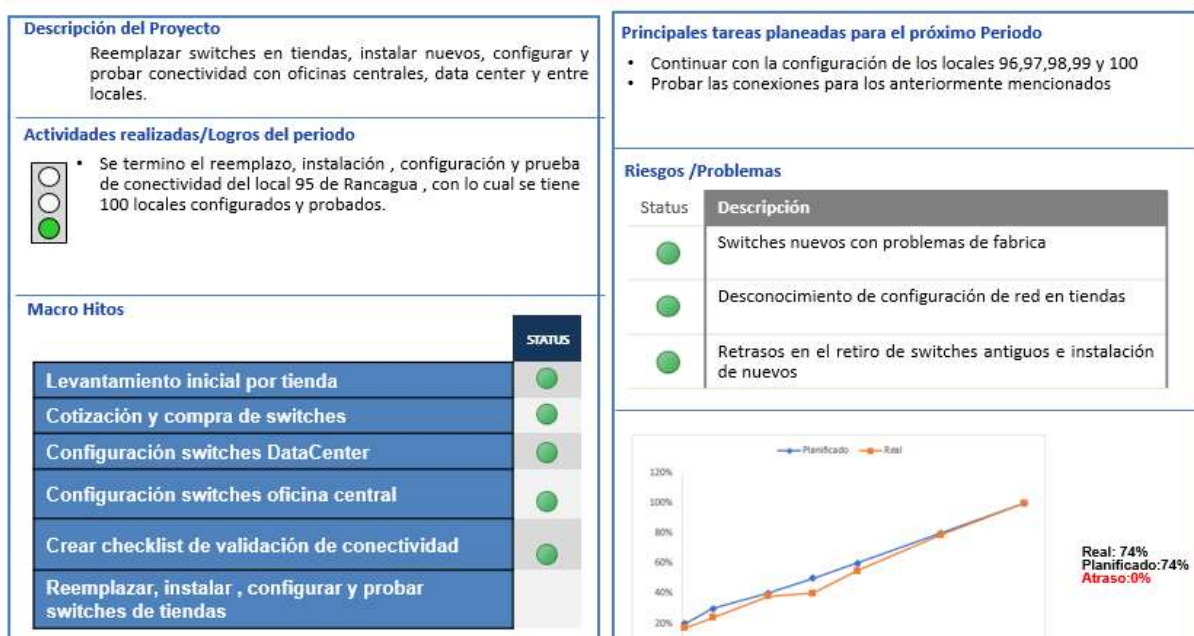 Descripción del Proyecto
Reemplazar switches en tiendas, instalar nuevos, configurar y
probar conectividad con oficinas centrales, data center y entre
locales.
Actividades realizadas/Logros del periodo
• Se termino el reemplazo, instalación , configuración y prueba
de conectividad del local 95 de Rancagua , con lo cual se tiene
100 locales configurados y probados.
Macro Hitos
STATUS
Levantamiento inicial por tienda
Cotización y compra de switches
Configuración switches DataCenter
Configuración switches oficina central
Crear checklist de validación de conectividad
Reemplazar, instalar , configurar y probar
switches de tiendas
Principales tareas planeadas para el próximo Periodo
• Continuar con la configuración de los locales 96,97,98,99 y 100
• Probar las conexiones para los anteriormente mencionados
Riesgos /Problemas
Status Descripción
Switches nuevos con problemas de fabrica
Desconocimiento de configuración de red en tiendas
Retrasos en el retiro de switches antiguos e instalación
de nuevos
Planificado Real
120%
100%
80%
60%
40%
20%
Real: 74%
Planificado:74%
Atraso:0%